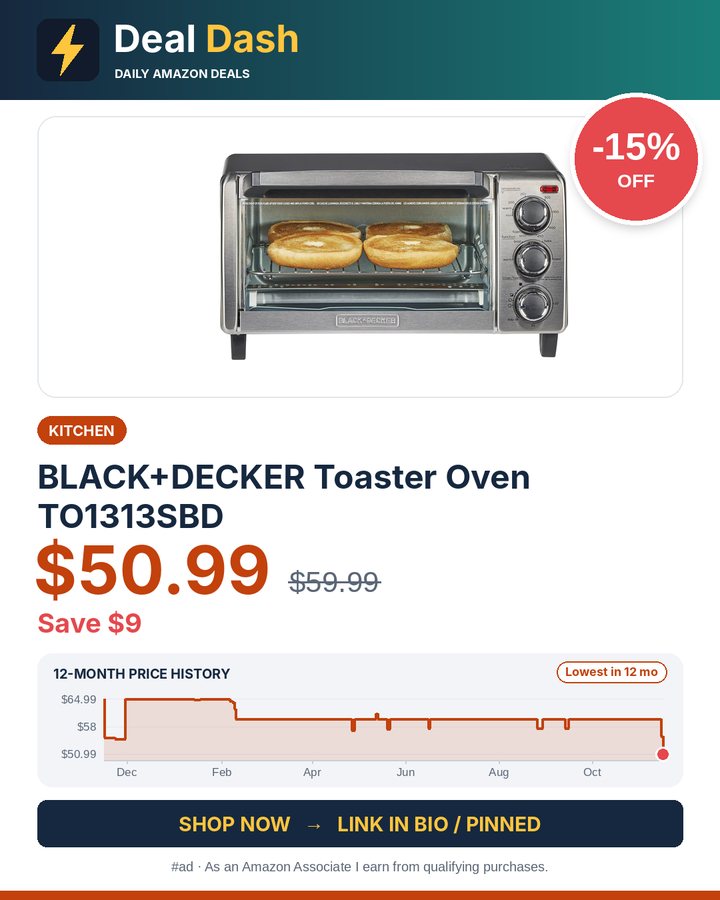 Deal Dash
DAILY AMAZON DEALS
-15%
OFF
BLACK+DECKER
KITCHEN
BLACK+DECKER Toaster Oven
TO1313SBD
$50.99 $59.99
Save $9
12-MONTH PRICE HISTORY
Lowest in 12 mo
$64.99
$58
$50.99
Dec Feb Apr Jun Aug Oct
SHOP NOW → LINK IN BIO / PINNED
#ad · As an Amazon Associate I earn from qualifying purchases.